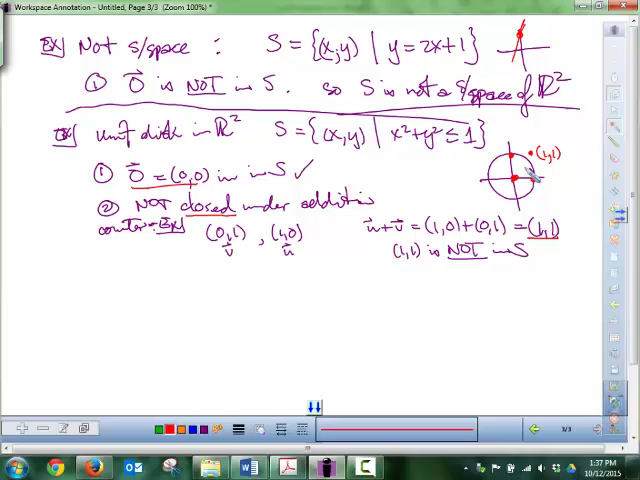 Workspace Annotation - Untitled, Page 3/3 (Zoom 100%) *
EX Not s/space : S = {(x,y) | y = 2x+1}
① 0⃗ is NOT in S. so S is not a s/space of ℝ²
EX unit disk in ℝ² S = {(x,y) | x²+y² ≤ 1}
① 0⃗ = (0,0) in in S ✓
(1,1)
② NOT closed under addition
counter-EX (0,1) , (1,0)
v⃗ u⃗
u⃗+v⃗ = (1,0)+(0,1) = (1,1)
(1,1) is NOT in S
3/3
1:37 PM
10/12/2015